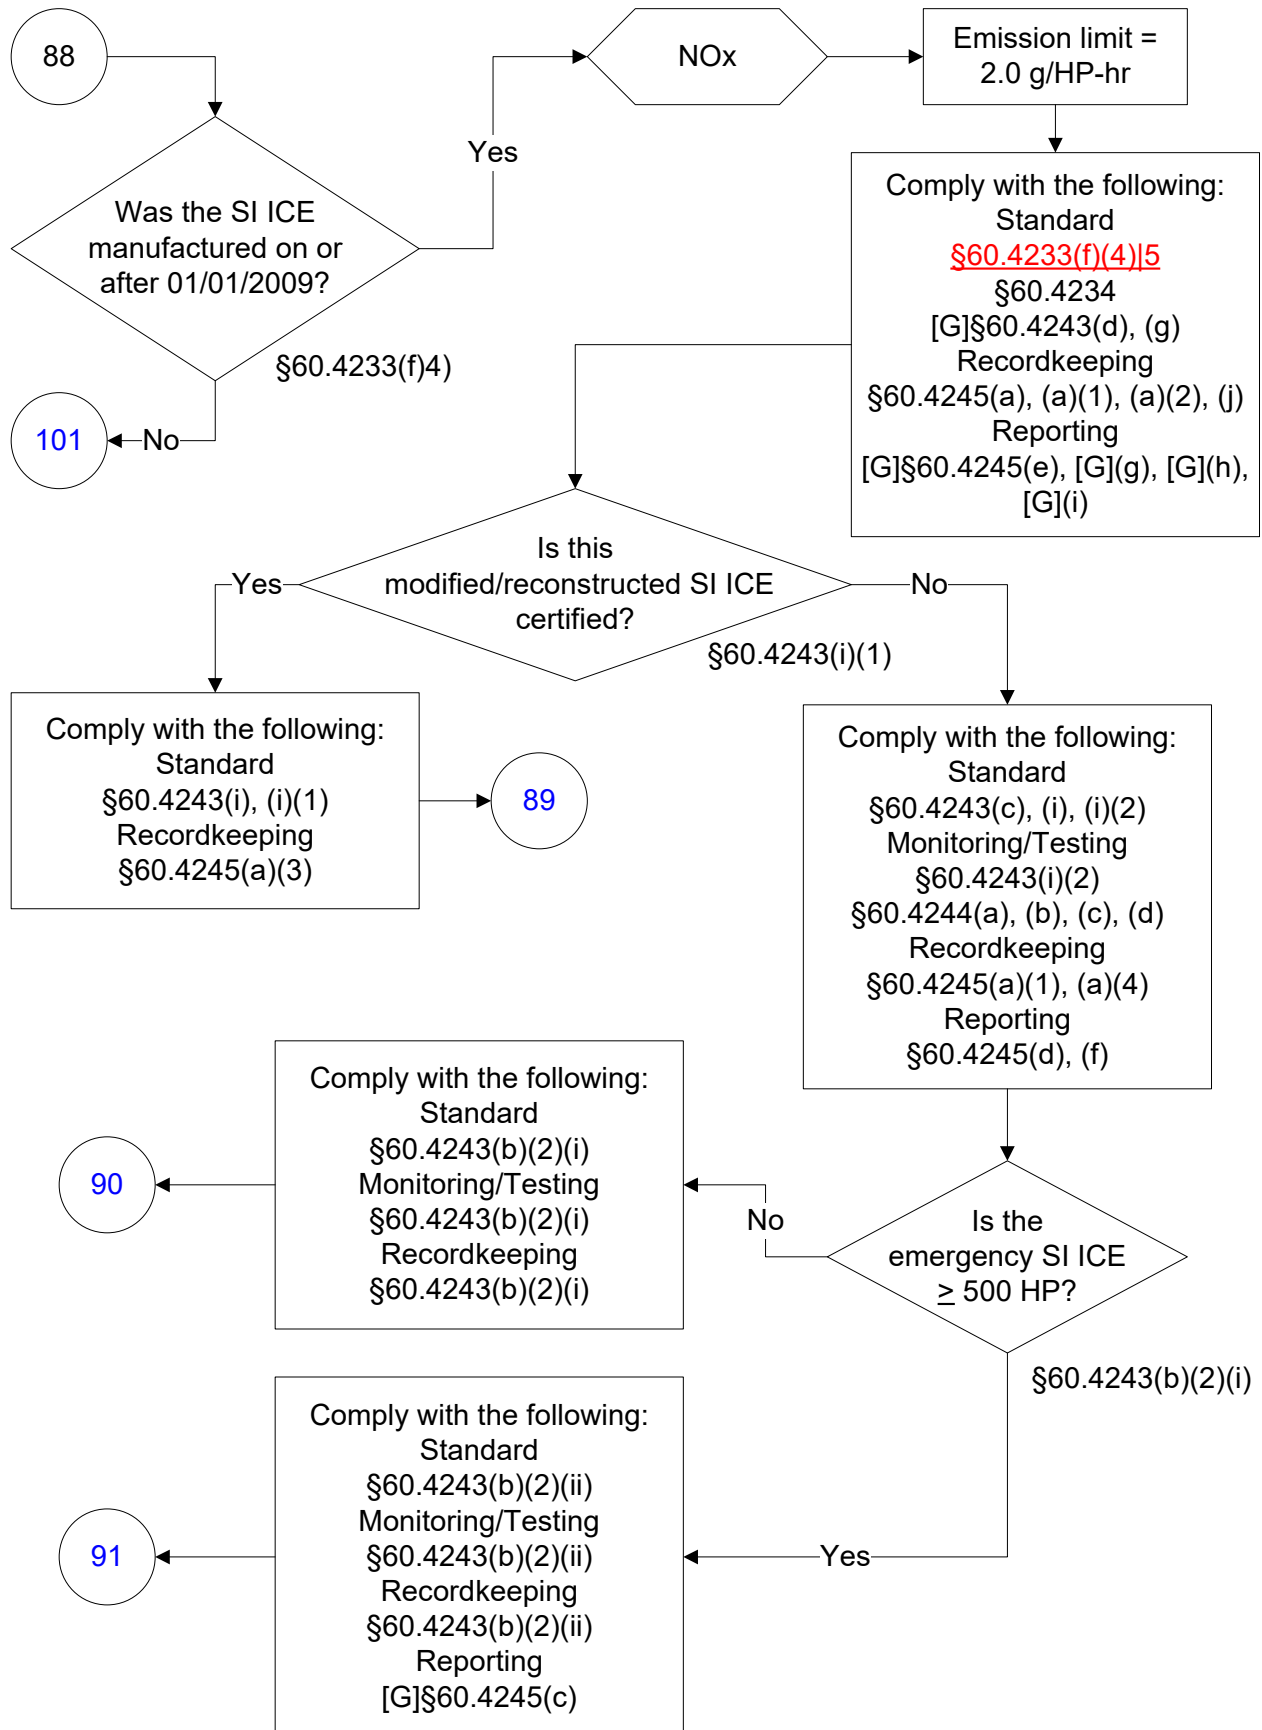 88
NOx
Emission limit =
2.0 g/HP-hr
Yes
Was the SI ICE
manufactured on or
after 01/01/2009?
§60.4233(f)4)
No
101
Comply with the following:
Standard
§60.4233(f)(4)|5
§60.4234
[G]§60.4243(d), (g)
Recordkeeping
§60.4245(a), (a)(1), (a)(2), (j)
Reporting
[G]§60.4245(e), [G](g), [G](h),
[G](i)
Is this
modified/reconstructed SI ICE
certified?
§60.4243(i)(1)
Yes
No
Comply with the following:
Standard
§60.4243(i), (i)(1)
Recordkeeping
§60.4245(a)(3)
89
Comply with the following:
Standard
§60.4243(c), (i), (i)(2)
Monitoring/Testing
§60.4243(i)(2)
§60.4244(a), (b), (c), (d)
Recordkeeping
§60.4245(a)(1), (a)(4)
Reporting
§60.4245(d), (f)
Is the
emergency SI ICE
≥ 500 HP?
§60.4243(b)(2)(i)
No
Comply with the following:
Standard
§60.4243(b)(2)(i)
Monitoring/Testing
§60.4243(b)(2)(i)
Recordkeeping
§60.4243(b)(2)(i)
90
Yes
Comply with the following:
Standard
§60.4243(b)(2)(ii)
Monitoring/Testing
§60.4243(b)(2)(ii)
Recordkeeping
§60.4243(b)(2)(ii)
Reporting
[G]§60.4245(c)
91